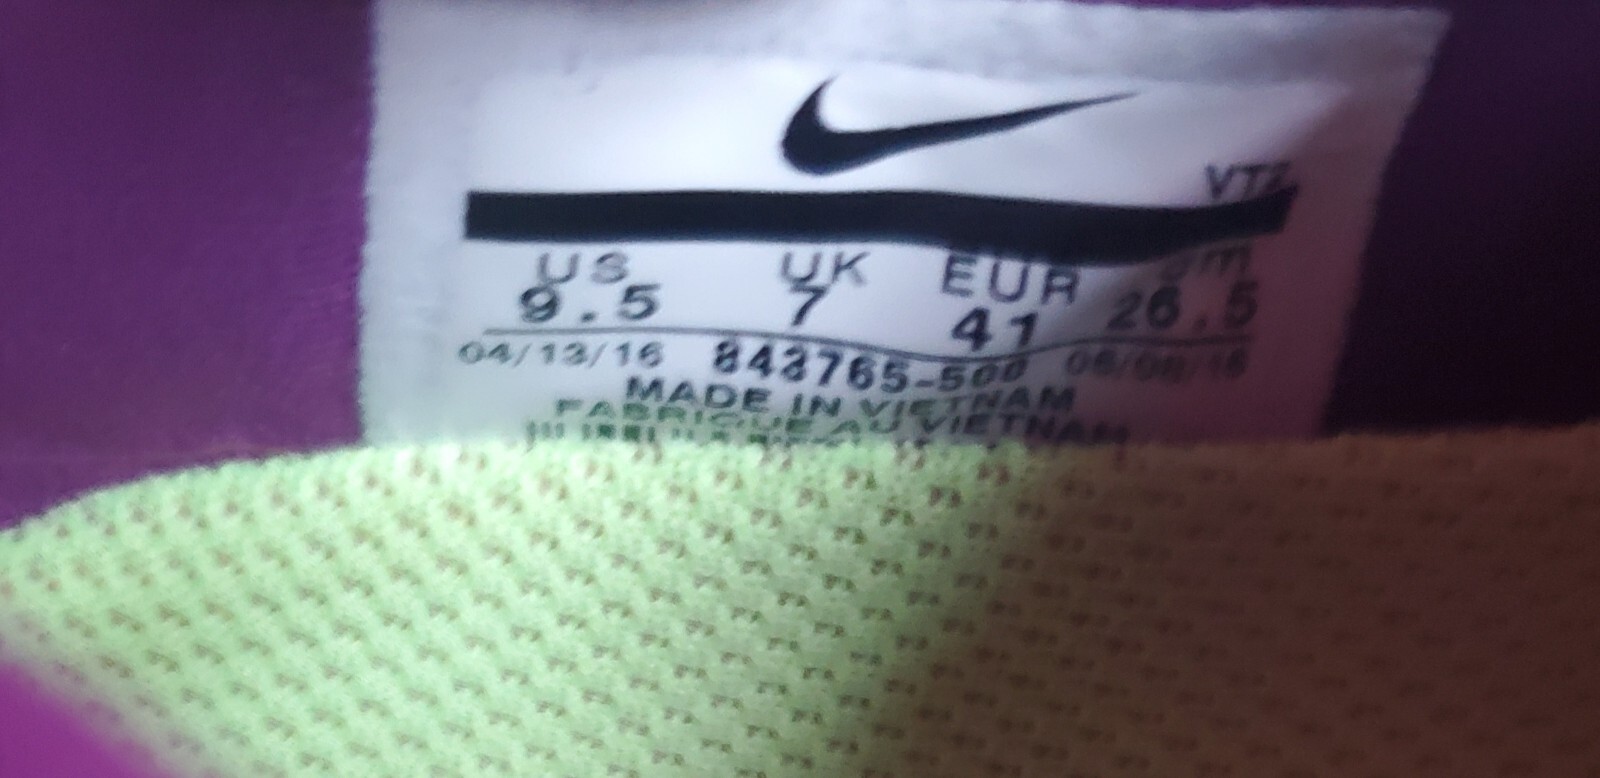 VTZ
US UK EUR cm
9.5 7 41 26.5
04/13/16 843765-500 06/08/16
MADE IN VIETNAM
FABRIQUE AU VIETNAM